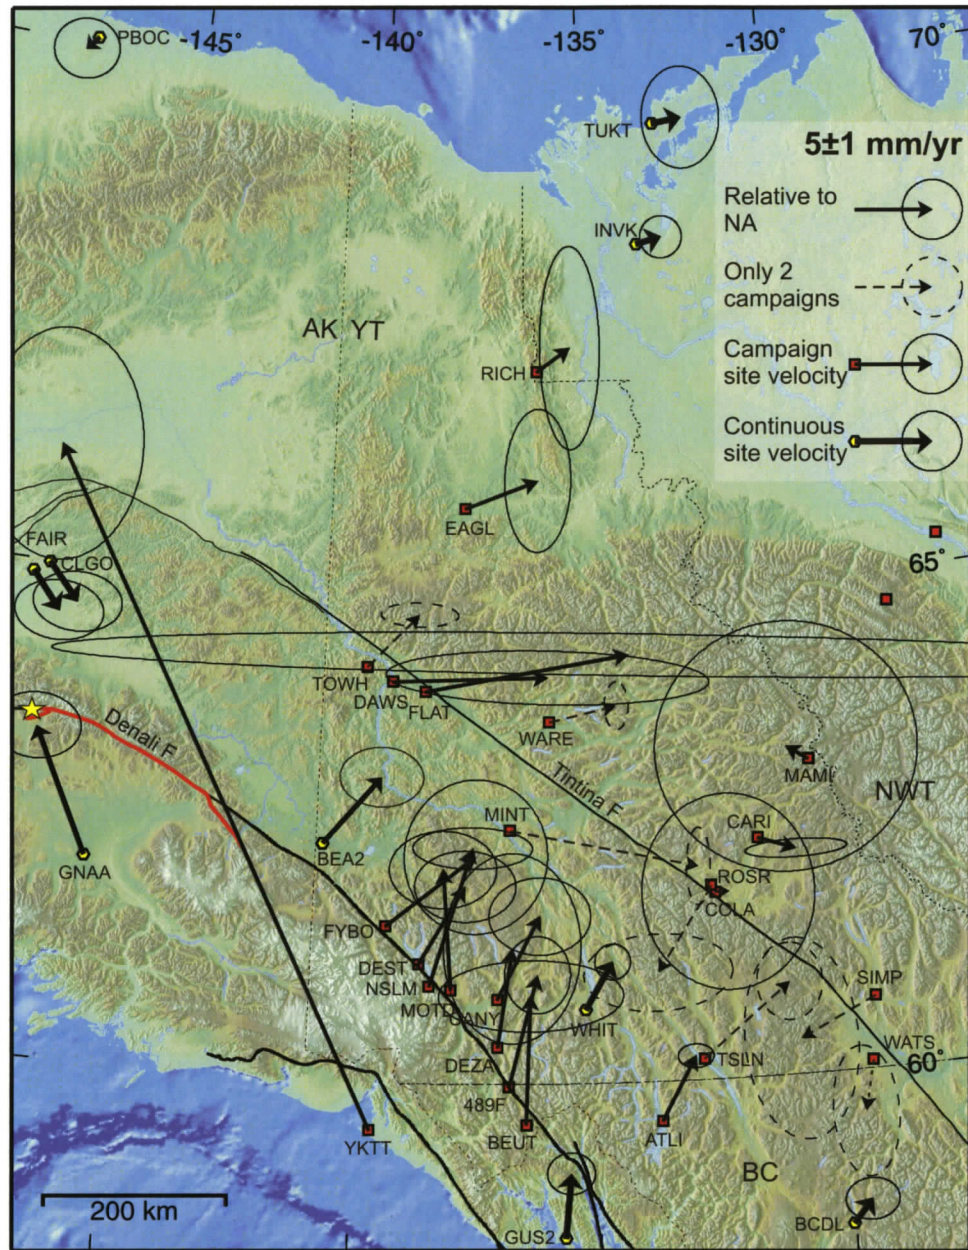 PBOC
-145°
-140°
-135°
-130°
70°
TUKT
5±1 mm/yr
Relative to
NA
INVK
Only 2
campaigns
AK YT
Campaign
site velocity
RICH
Continuous
site velocity
EAGL
FAIR
CLGO
65°
TOWH
DAWS
FLAT
Denali F
WARE
Tintina F
MAMI
NWT
MINT
CARI
BEA2
GNAA
ROSR
COLA
FYBO
DEST
NSLM
MOTD
CANY
SIMP
WHIT
DEZA
TSLN
WATS
60°
489F
YKTT
BEUT
ATLI
BC
200 km
GUS2
BCDL